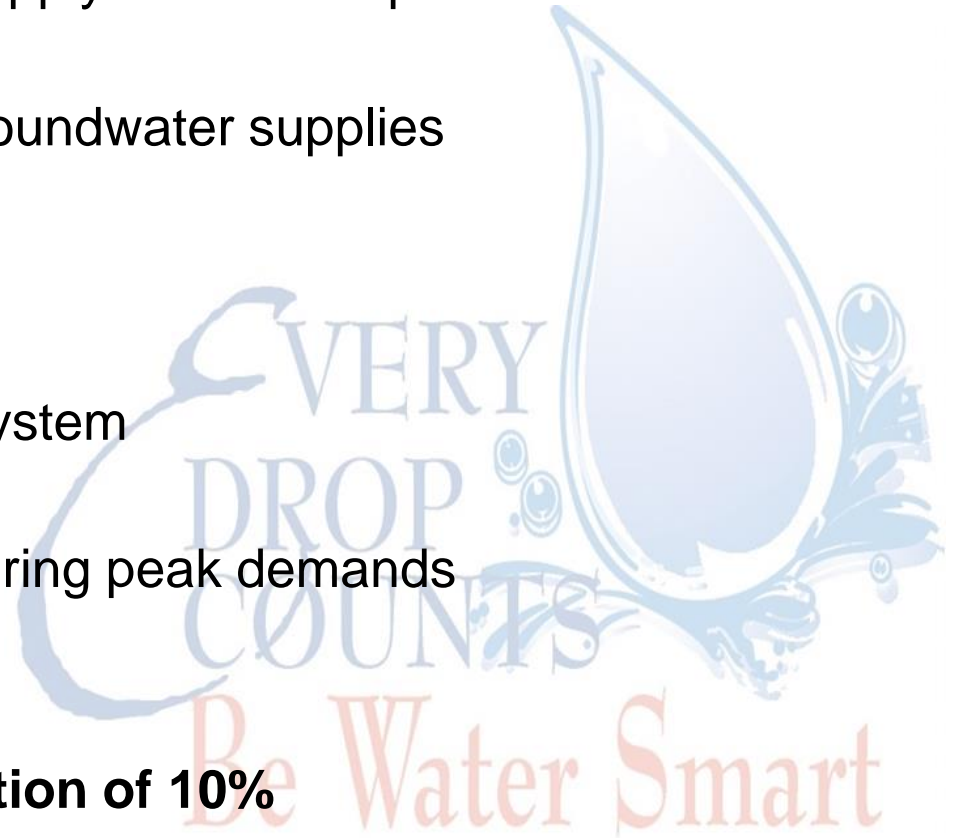 oundwater supplies
EVERY
ystem
DROP
ring peak demands
COUNTS
Be Water Smart
tion of 10%